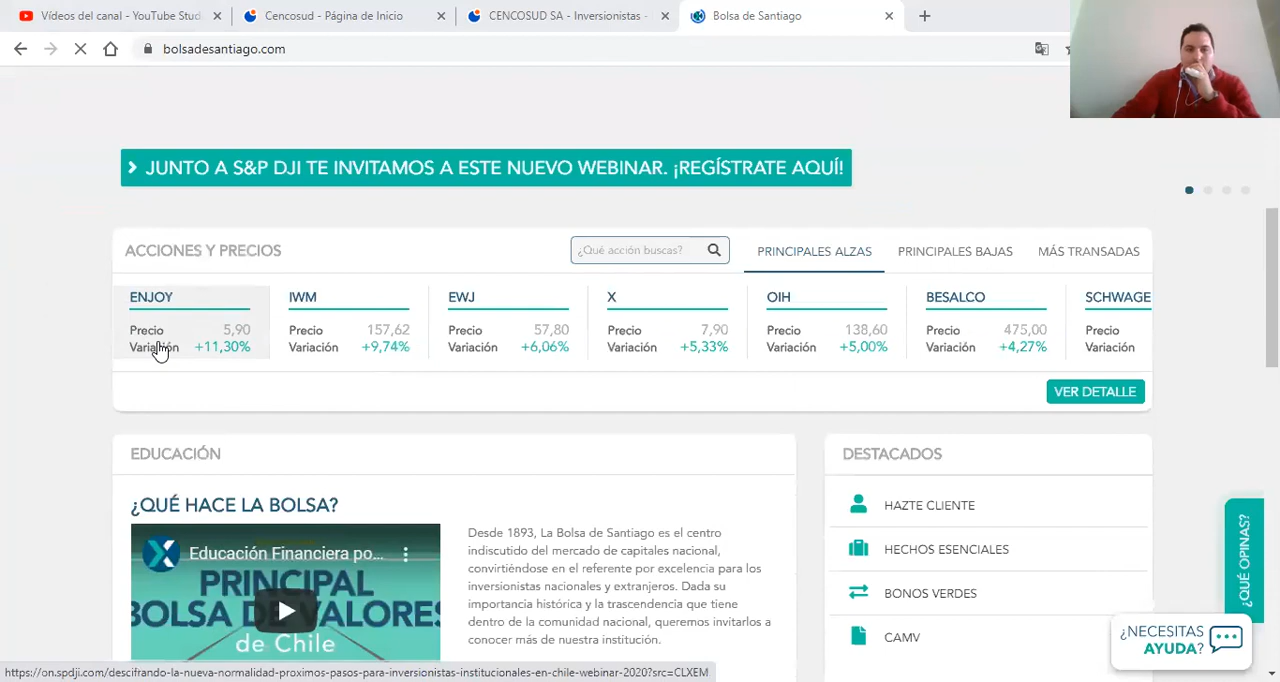 Vídeos del canal - YouTube Stud
Cencosud - Página de Inicio
CENCOSUD SA - Inversionistas -
Bolsa de Santiago
bolsadesantiago.com
JUNTO A S&P DJI TE INVITAMOS A ESTE NUEVO WEBINAR. ¡REGÍSTRATE AQUÍ!
ACCIONES Y PRECIOS
¿Qué acción buscas?
PRINCIPALES ALZAS
PRINCIPALES BAJAS
MÁS TRANSADAS
ENJOY
Precio 5,90
Variación +11,30%
IWM
Precio 157,62
Variación +9,74%
EWJ
Precio 57,80
Variación +6,06%
X
Precio 7,90
Variación +5,33%
OIH
Precio 138,60
Variación +5,00%
BESALCO
Precio 475,00
Variación +4,27%
SCHWAGE
Precio
Variación
VER DETALLE
EDUCACIÓN
¿QUÉ HACE LA BOLSA?
Educación Financiera po...
PRINCIPAL
BOLSA DE VALORES
de Chile
Desde 1893, La Bolsa de Santiago es el centro
indiscutido del mercado de capitales nacional,
convirtiéndose en el referente por excelencia para los
inversionistas nacionales y extranjeros. Dada su
importancia histórica y la trascendencia que tiene
dentro de la comunidad nacional, queremos invitarlos a
conocer más de nuestra institución.
DESTACADOS
HAZTE CLIENTE
HECHOS ESENCIALES
BONOS VERDES
CAMV
¿QUÉ OPINAS?
¿NECESITAS
AYUDA?
https://on.spdji.com/descifrando-la-nueva-normalidad-proximos-pasos-para-inversionistas-institucionales-en-chile-webinar-2020?src=CLXEM